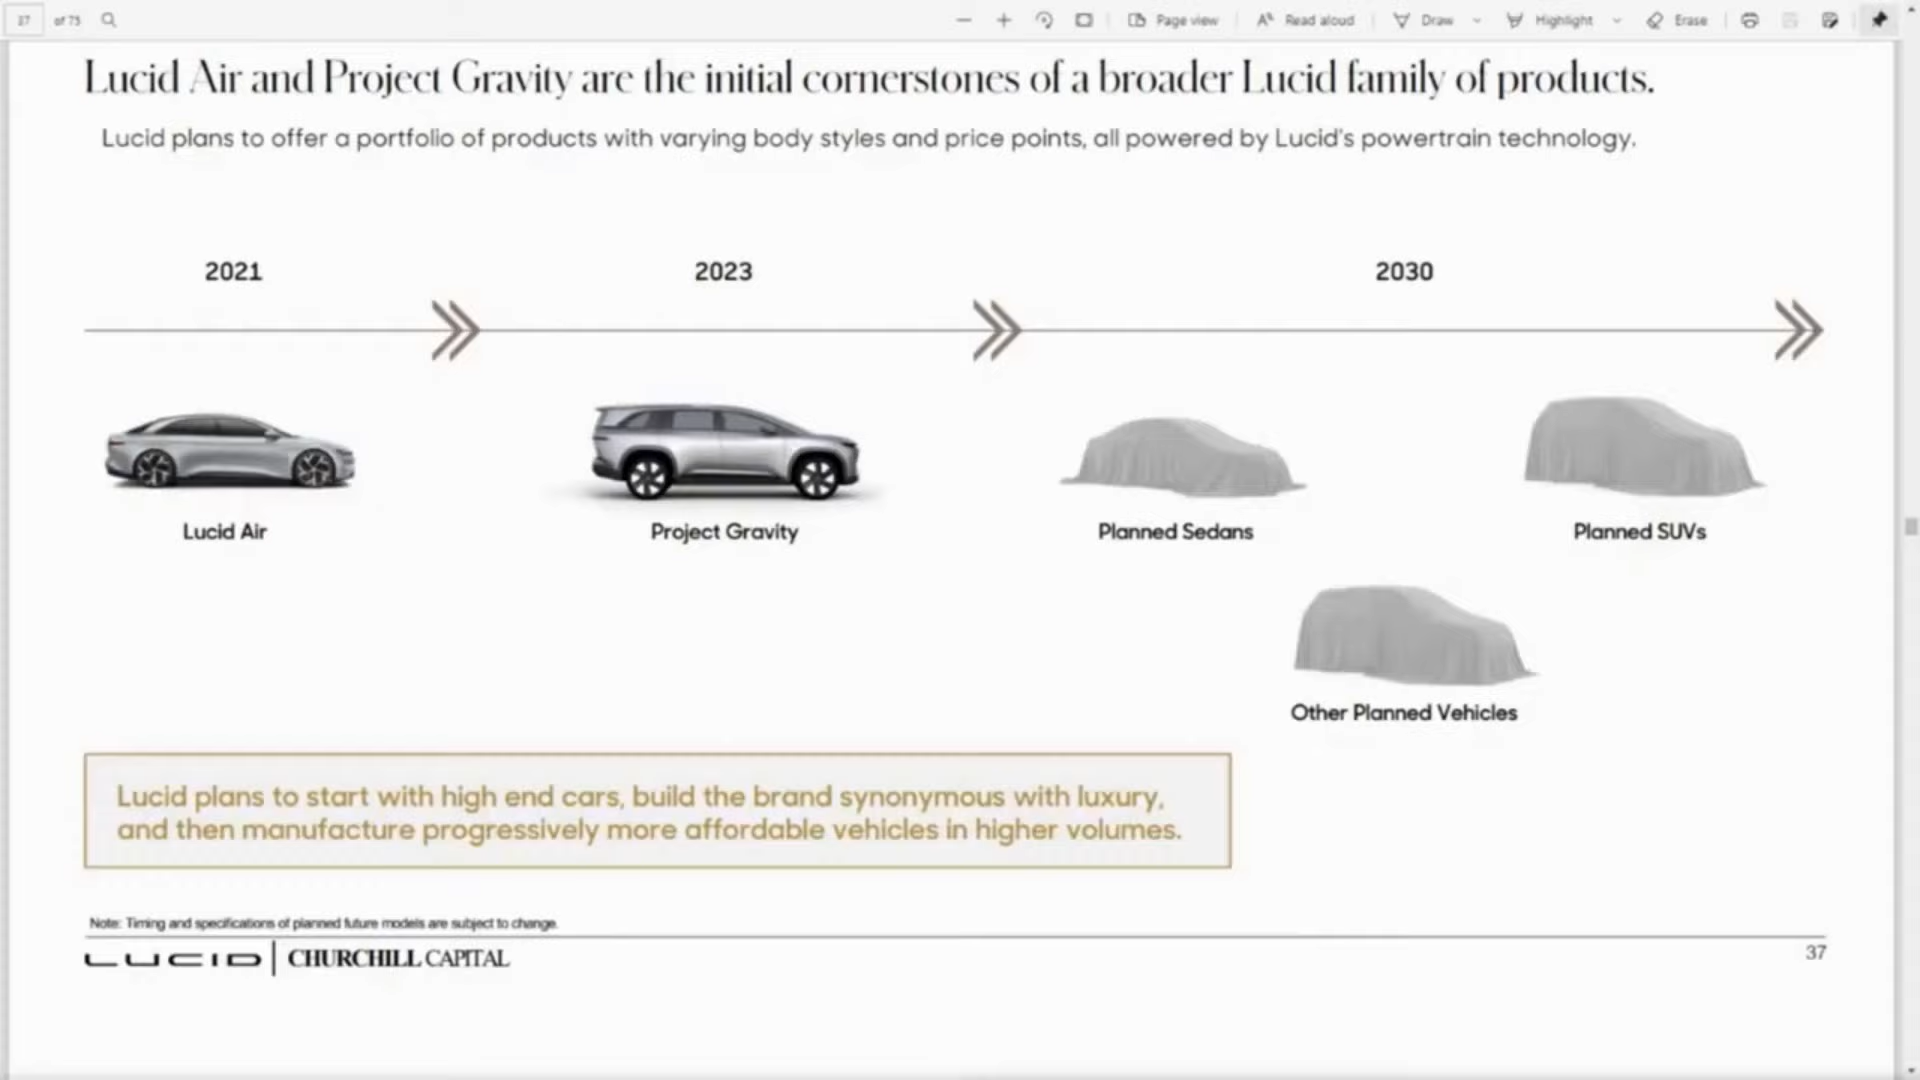 37 of 75 Page view Read aloud Draw Highlight Erase
Lucid Air and Project Gravity are the initial cornerstones of a broader Lucid family of products.
Lucid plans to offer a portfolio of products with varying body styles and price points, all powered by Lucid's powertrain technology.
2021 2023 2030
Lucid Air Project Gravity Planned Sedans Planned SUVs
Other Planned Vehicles
Lucid plans to start with high end cars, build the brand synonymous with luxury,
and then manufacture progressively more affordable vehicles in higher volumes.
Note: Timing and specifications of planned future models are subject to change.
LUCID | CHURCHILL CAPITAL 37